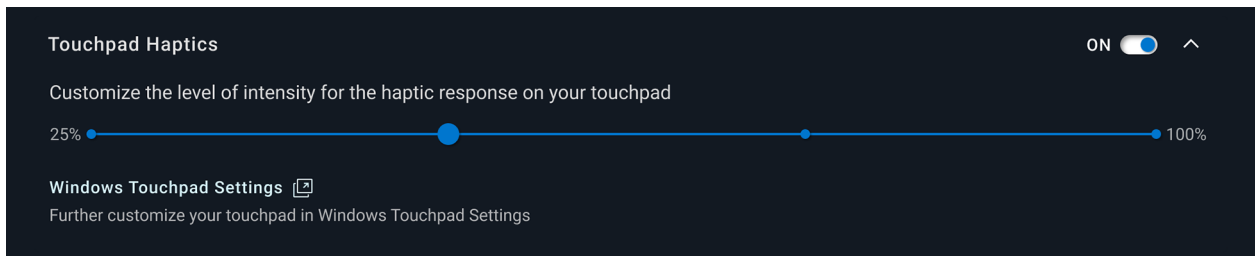 Touchpad Haptics
ON
Customize the level of intensity for the haptic response on your touchpad
25%
100%
Windows Touchpad Settings
Further customize your touchpad in Windows Touchpad Settings